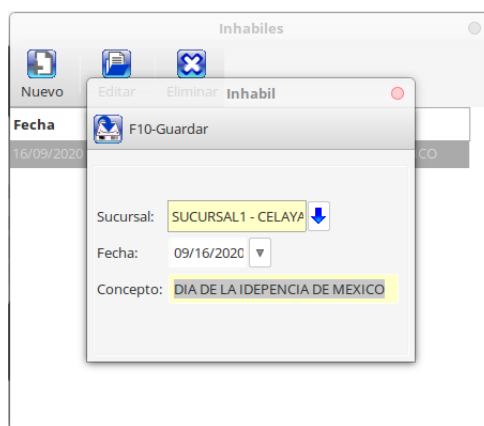 Inhabiles
Nuevo Editar Eliminar
Inhabil
F10-Guardar
Fecha
16/09/2020 CO
Sucursal: SUCURSAL1 - CELAYA
Fecha: 09/16/2020
Concepto: DIA DE LA IDEPENCIA DE MEXICO